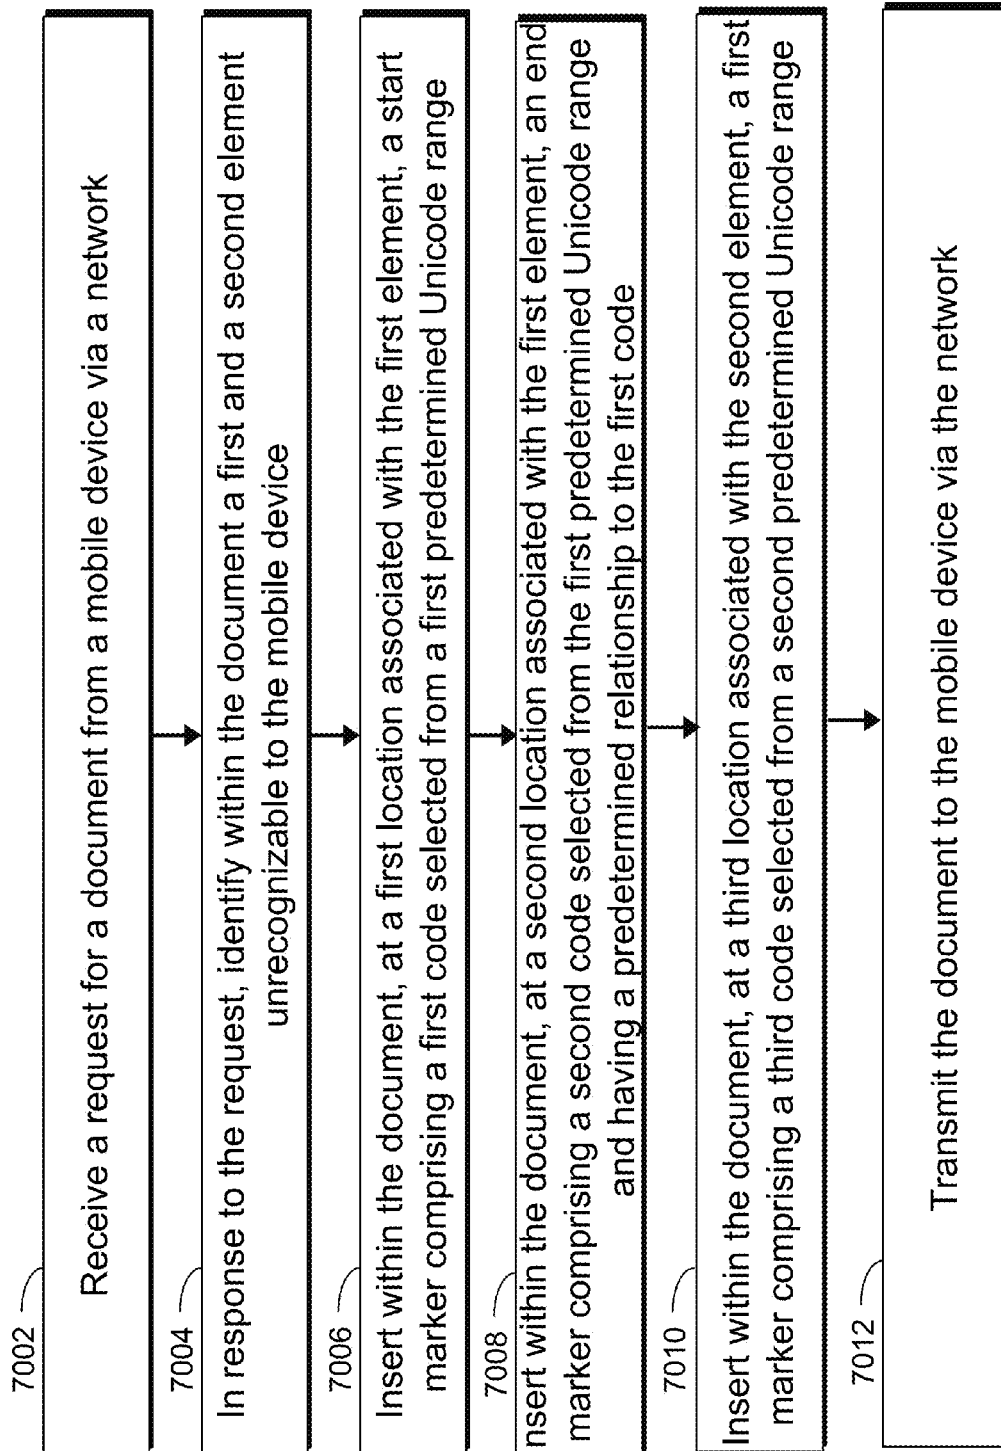 7002
Receive a request for a document from a mobile device via a network
7004
In response to the request, identify within the document a first and a second element
unrecognizable to the mobile device
7006
Insert within the document, at a first location associated with the first element, a start
marker comprising a first code selected from a first predetermined Unicode range
7008
nsert within the document, at a second location associated with the first element, an end
marker comprising a second code selected from the first predetermined Unicode range
and having a predetermined relationship to the first code
7010
Insert within the document, at a third location associated with the second element, a first
marker comprising a third code selected from a second predetermined Unicode range
7012
Transmit the document to the mobile device via the network